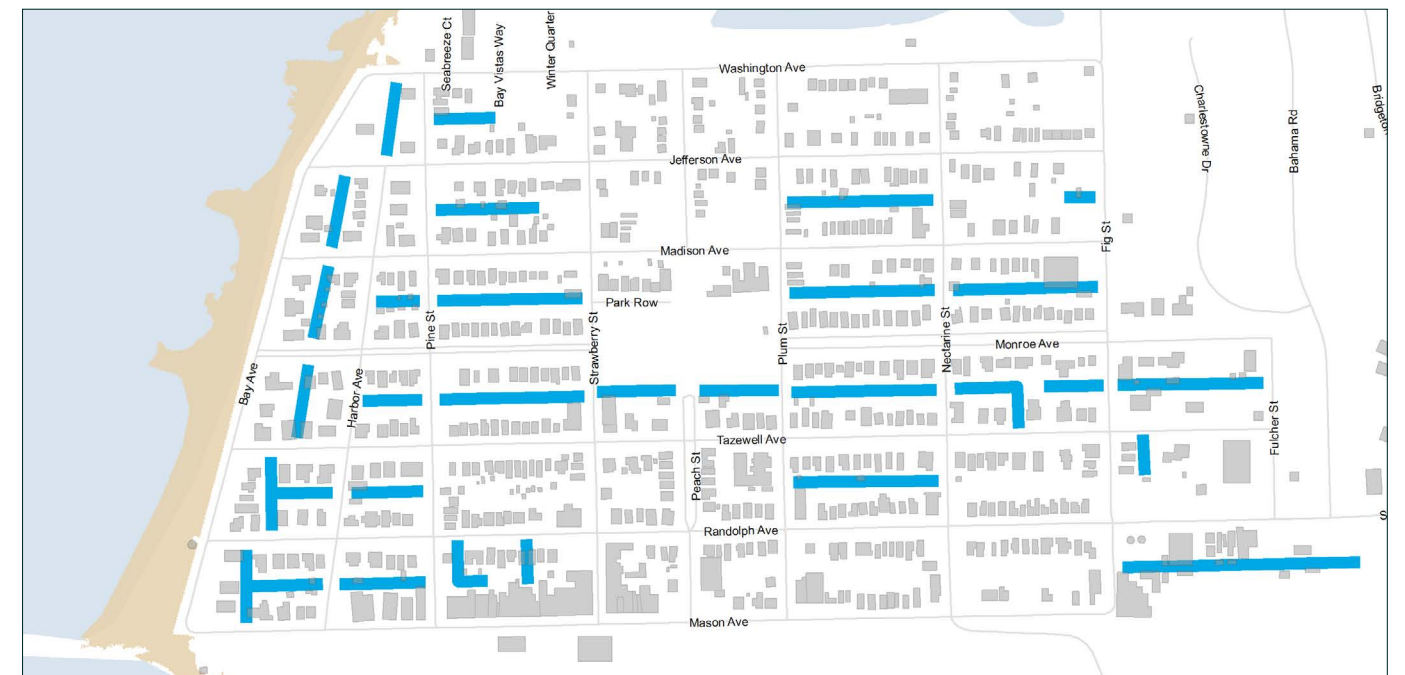 Seabreeze Ct
Bay Vistas Way
Winter Quarter
Washington Ave
Charlestowne Dr
Bahama Rd
Jefferson Ave
Fig St
Madison Ave
Park Row
Pine St
Strawberry St
Plum St
Nectarine St
Monroe Ave
Bay Ave
Harbor Ave
Tazewell Ave
Fulcher St
Peach St
Randolph Ave
S
Mason Ave